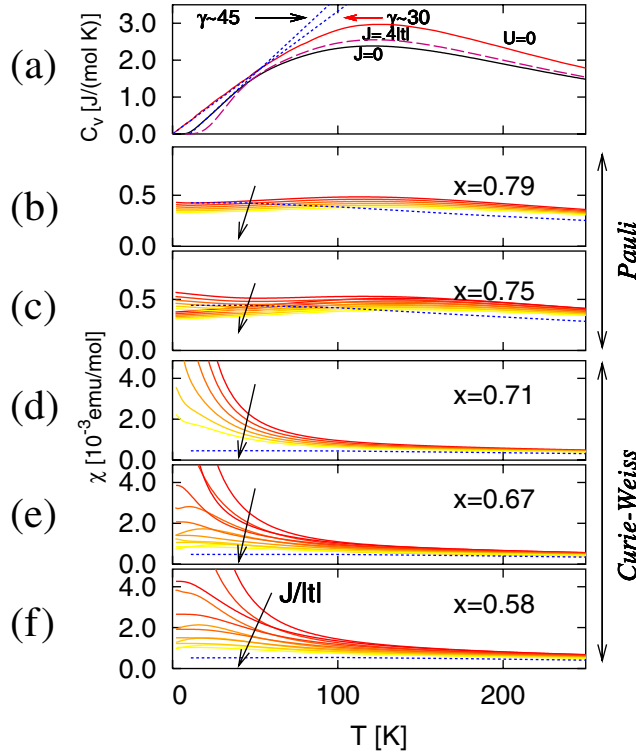 (a)
C_v [J/(mol K)]
3.0
2.0
1.0
0.0
γ~45
γ~30
J=.4|t|
J=0
U=0
(b)
0.5
0.0
x=0.79
(c)
0.5
0.0
x=0.75
Pauli
χ [10⁻³emu/mol]
(d)
4.0
2.0
0.0
x=0.71
(e)
4.0
2.0
0.0
x=0.67
(f)
4.0
2.0
0.0
J/|t|
x=0.58
Curie-Weiss
0
100
200
T [K]